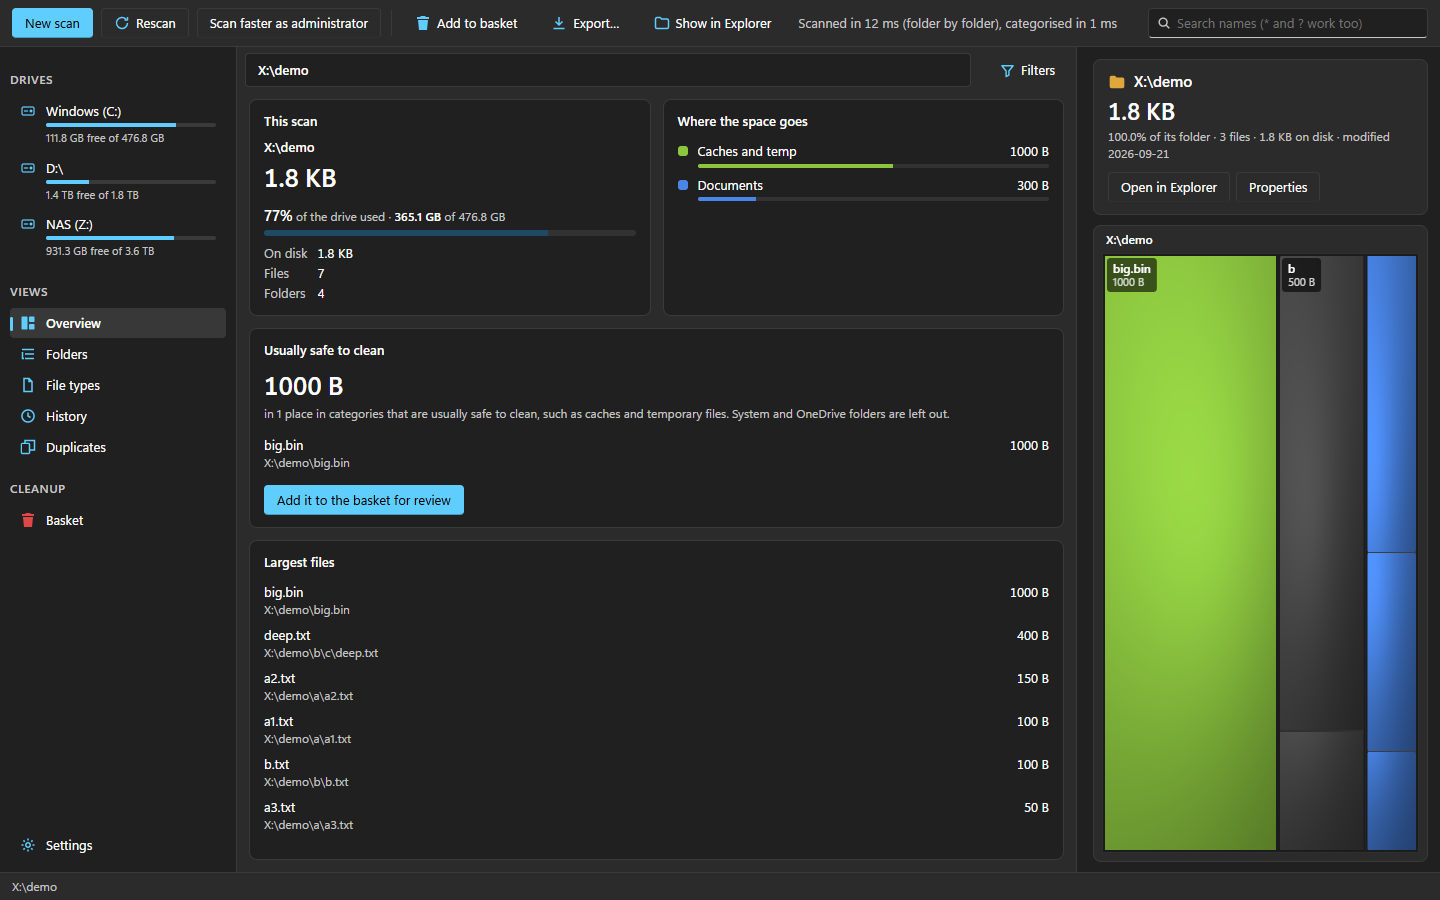 New scan
Rescan
Scan faster as administrator
Add to basket
Export...
Show in Explorer
Scanned in 12 ms (folder by folder), categorised in 1 ms
Search names (* and ? work too)
DRIVES
Windows (C:)
111.8 GB free of 476.8 GB
D:\
1.4 TB free of 1.8 TB
NAS (Z:)
931.3 GB free of 3.6 TB
VIEWS
Overview
Folders
File types
History
Duplicates
CLEANUP
Basket
Settings
X:\demo
Filters
This scan
X:\demo
1.8 KB
77% of the drive used · 365.1 GB of 476.8 GB
On disk 1.8 KB
Files 7
Folders 4
Where the space goes
Caches and temp 1000 B
Documents 300 B
Usually safe to clean
1000 B
in 1 place in categories that are usually safe to clean, such as caches and temporary files. System and OneDrive folders are left out.
big.bin 1000 B
X:\demo\big.bin
Add it to the basket for review
Largest files
big.bin 1000 B
X:\demo\big.bin
deep.txt 400 B
X:\demo\b\c\deep.txt
a2.txt 150 B
X:\demo\a\a2.txt
a1.txt 100 B
X:\demo\a\a1.txt
b.txt 100 B
X:\demo\b\b.txt
a3.txt 50 B
X:\demo\a\a3.txt
X:\demo
1.8 KB
100.0% of its folder · 3 files · 1.8 KB on disk · modified
2026-09-21
Open in Explorer
Properties
X:\demo
big.bin
1000 B
b
500 B
X:\demo